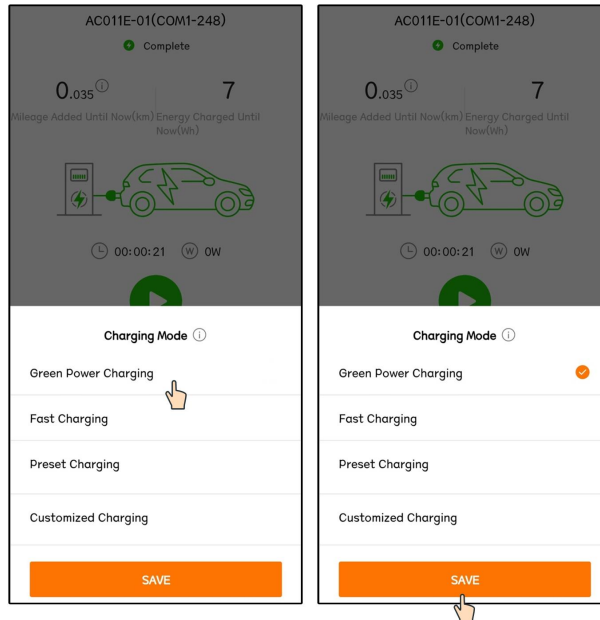 AC011E-01(COM1-248)
Complete
0.035 7
Mileage Added Until Now(km) Energy Charged Until
Now(Wh)
00:00:21 W 0W
Charging Mode i
Green Power Charging
Fast Charging
Preset Charging
Customized Charging
SAVE
AC011E-01(COM1-248)
Complete
0.035 7
Mileage Added Until Now(km) Energy Charged Until
Now(Wh)
00:00:21 W 0W
Charging Mode i
Green Power Charging
Fast Charging
Preset Charging
Customized Charging
SAVE